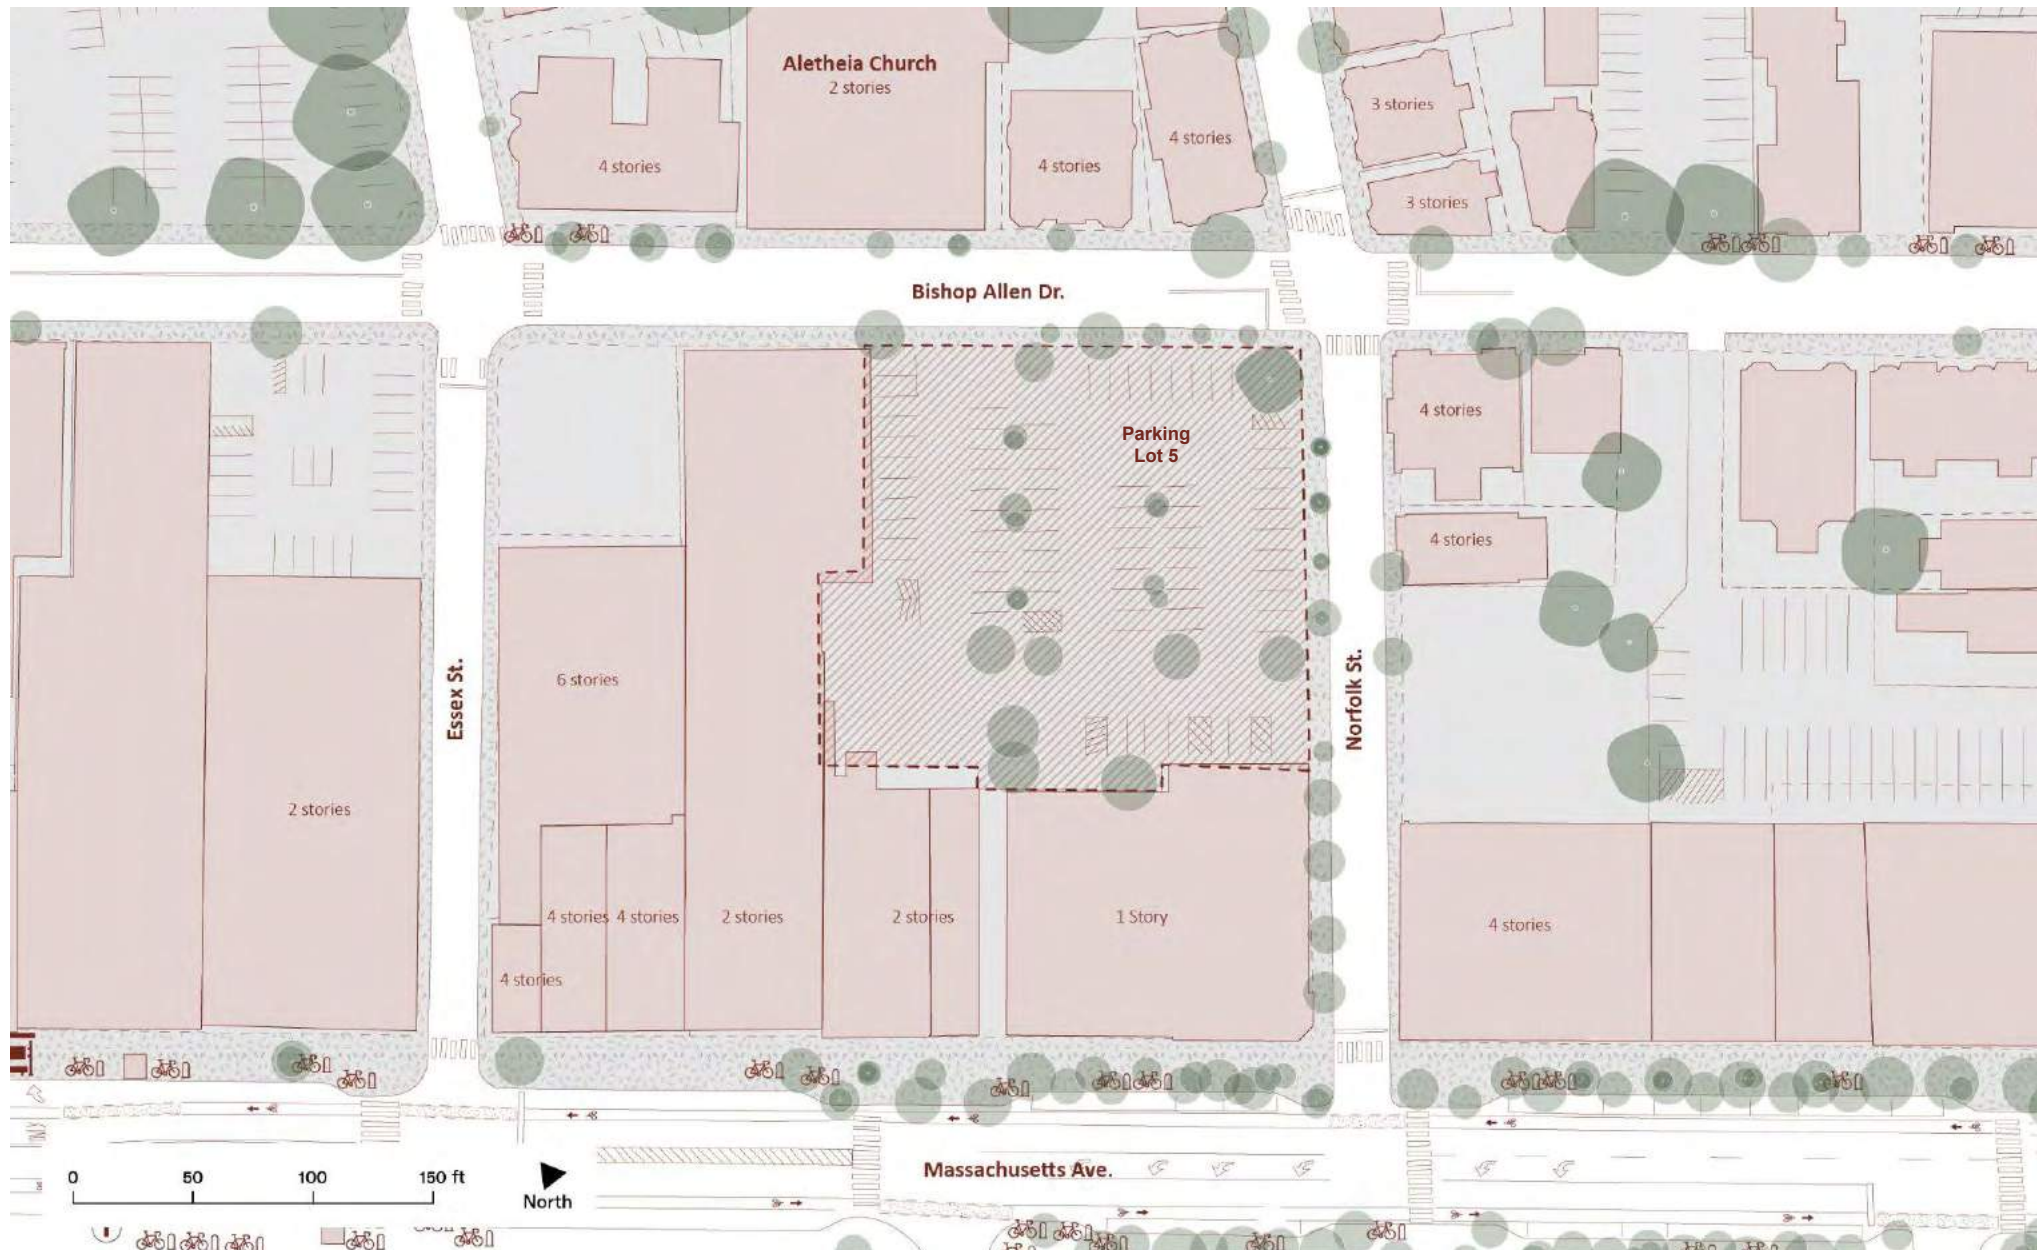 Aletheia Church
2 stories
3 stories
4 stories
4 stories
4 stories
3 stories
Bishop Allen Dr.
Parking
Lot 5
4 stories
4 stories
6 stories
Essex St.
Norfolk St.
2 stories
4 stories
4 stories
2 stories
2 stories
1 Story
4 stories
4 stories
Massachusetts Ave.
0
50
100
150 ft
North